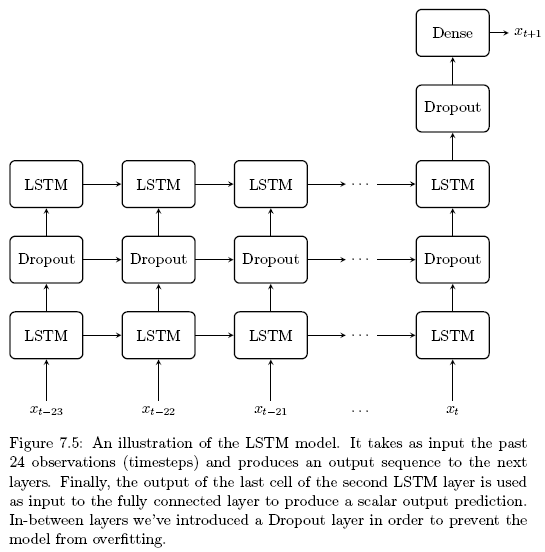 Dense x_{t+1}
Dropout
LSTM LSTM LSTM ··· LSTM
Dropout Dropout Dropout ··· Dropout
LSTM LSTM LSTM ··· LSTM
x_{t−23} x_{t−22} x_{t−21} ··· x_t
Figure 7.5: An illustration of the LSTM model. It takes as input the past
24 observations (timesteps) and produces an output sequence to the next
layers. Finally, the output of the last cell of the second LSTM layer is used
as input to the fully connected layer to produce a scalar output prediction.
In-between layers we've introduced a Dropout layer in order to prevent the
model from overfitting.